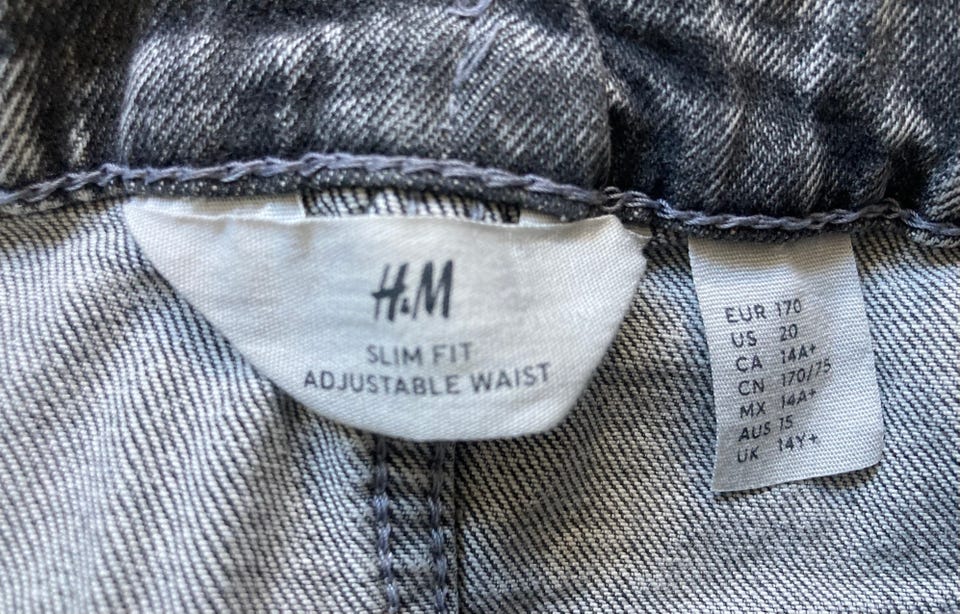 H&M
SLIM FIT
ADJUSTABLE WAIST
EUR 170
US 20
CA 14A+
CN 170/75
MX 14A+
AUS 15
UK 14Y+